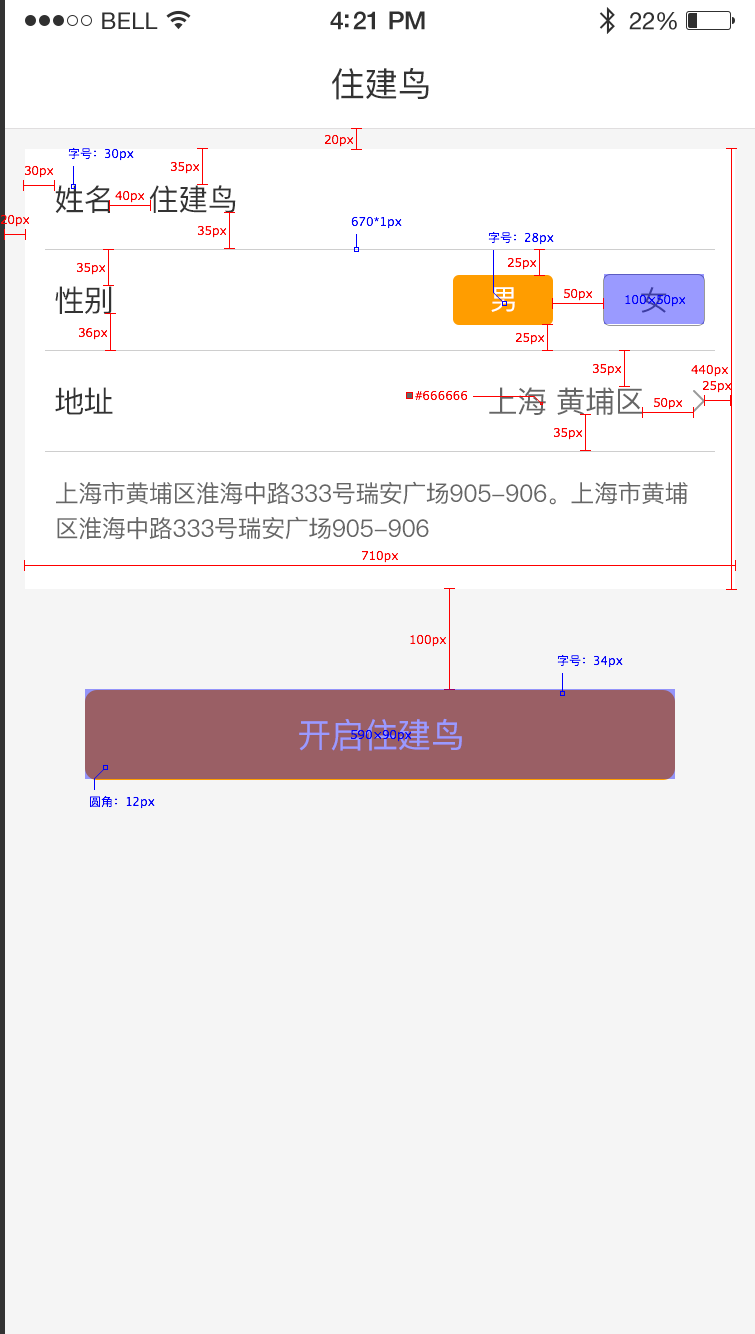 BELL 4:21 PM 22%
住建鸟
20px
字号：30px
35px
30px
姓名 40px 住建鸟
20px
35px
670*1px
字号：28px
35px
25px
性别 男 50px 女 100×50px
36px
25px
35px
440px
25px
地址 #666666 上海 黄埔区 50px
35px
上海市黄埔区淮海中路333号瑞安广场905-906。上海市黄埔
区淮海中路333号瑞安广场905-906
710px
100px
字号：34px
开启住建鸟
590×90px
圆角：12px